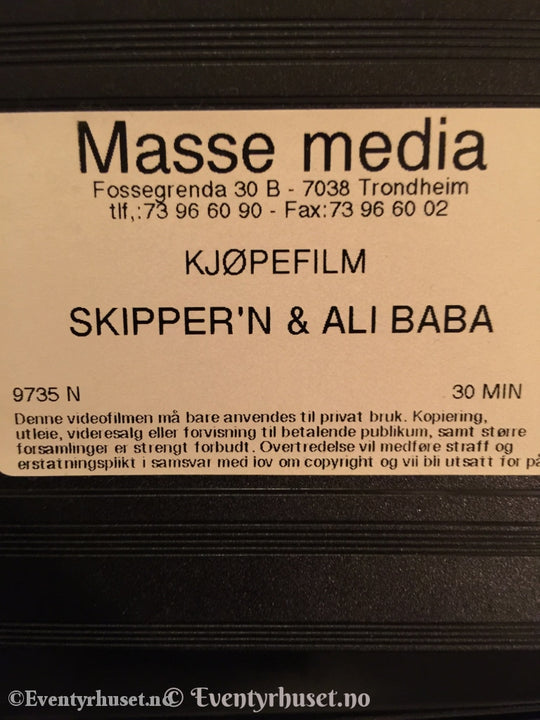 Masse media
Fossegrenda 30 B - 7038 Trondheim
tlf,:73 96 60 90 - Fax:73 96 60 02
KJØPEFILM
SKIPPER'N & ALI BABA
9735 N 30 MIN
Denne videofilmen må bare anvendes til privat bruk. Kopiering,
utleie, videresalg eller forvisning til betalende publikum, samt større
forsamlinger er strengt forbudt. Overtredelse vil medføre straff og
erstatningsplikt i samsvar med lov om copyright og vil bli utsatt for på
©Eventyrhuset.no © Eventyrhuset.no